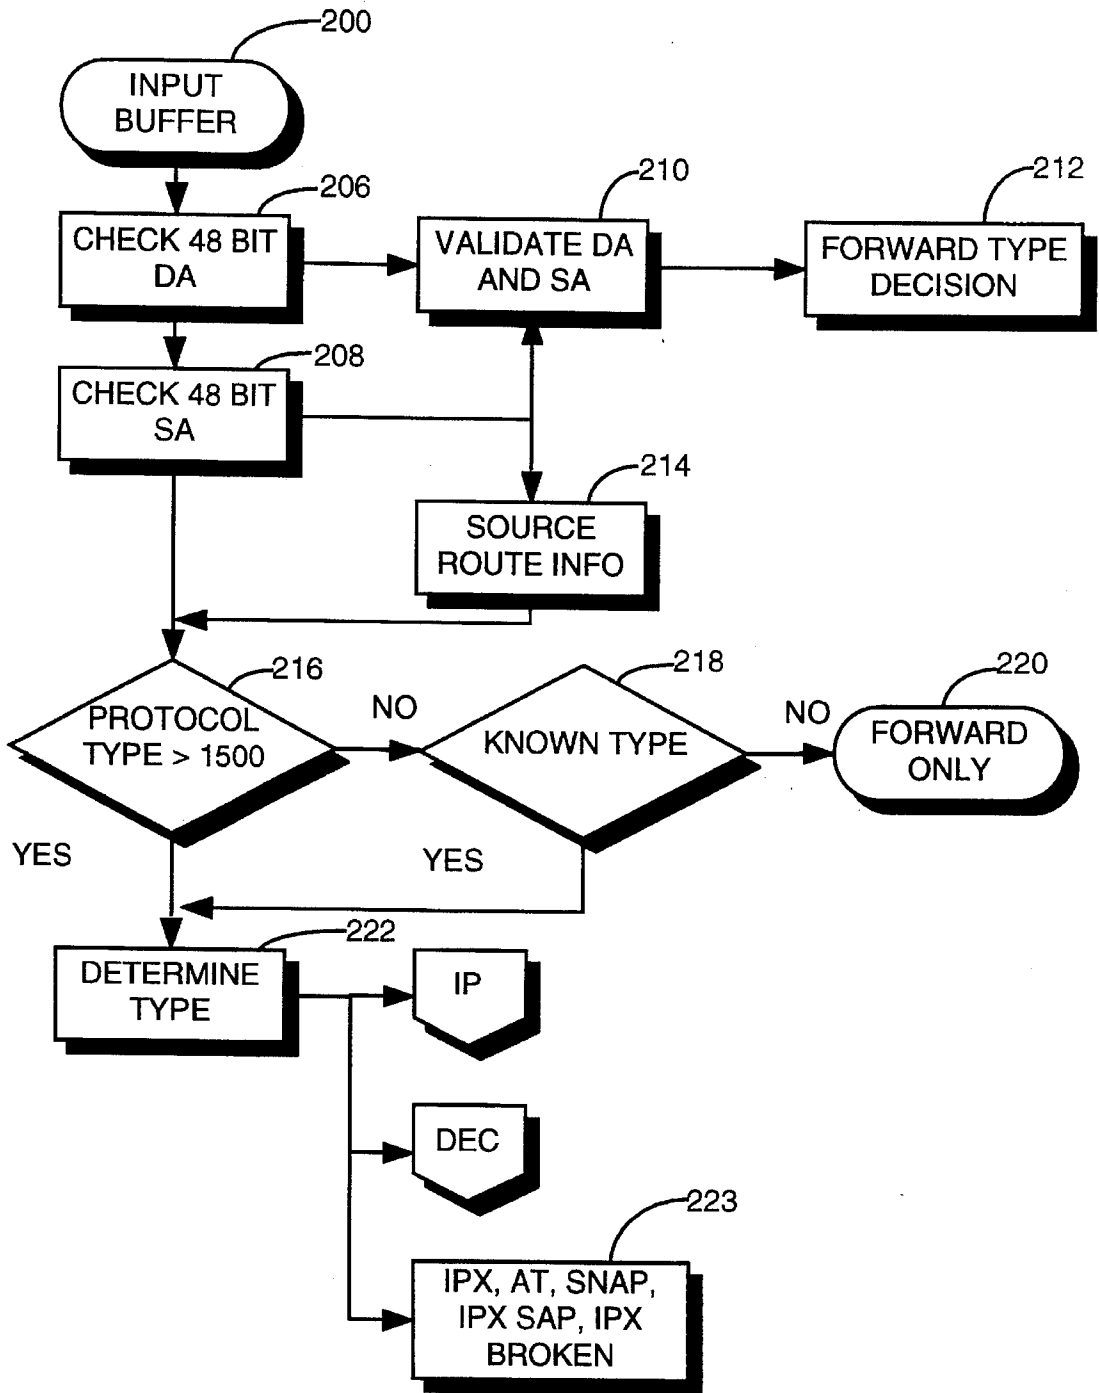 200
INPUT
BUFFER
206
CHECK 48 BIT
DA
210
VALIDATE DA
AND SA
212
FORWARD TYPE
DECISION
208
CHECK 48 BIT
SA
214
SOURCE
ROUTE INFO
216
PROTOCOL
TYPE > 1500
NO
218
KNOWN TYPE
NO
220
FORWARD
ONLY
YES
YES
222
DETERMINE
TYPE
IP
DEC
223
IPX, AT, SNAP,
IPX SAP, IPX
BROKEN